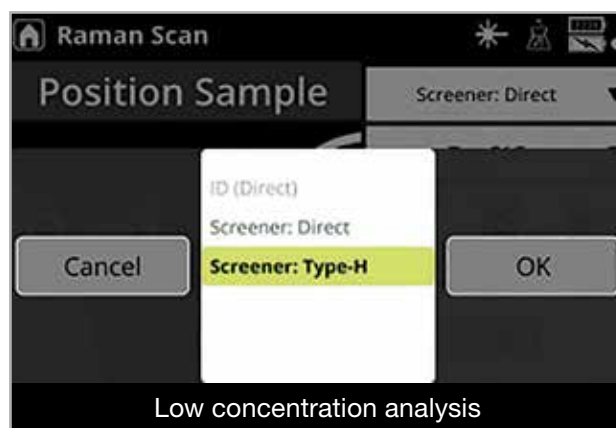 Raman Scan
Position Sample
Screener: Direct
ID (Direct)
Screener: Direct
Screener: Type-H
Cancel
OK
Low concentration analysis